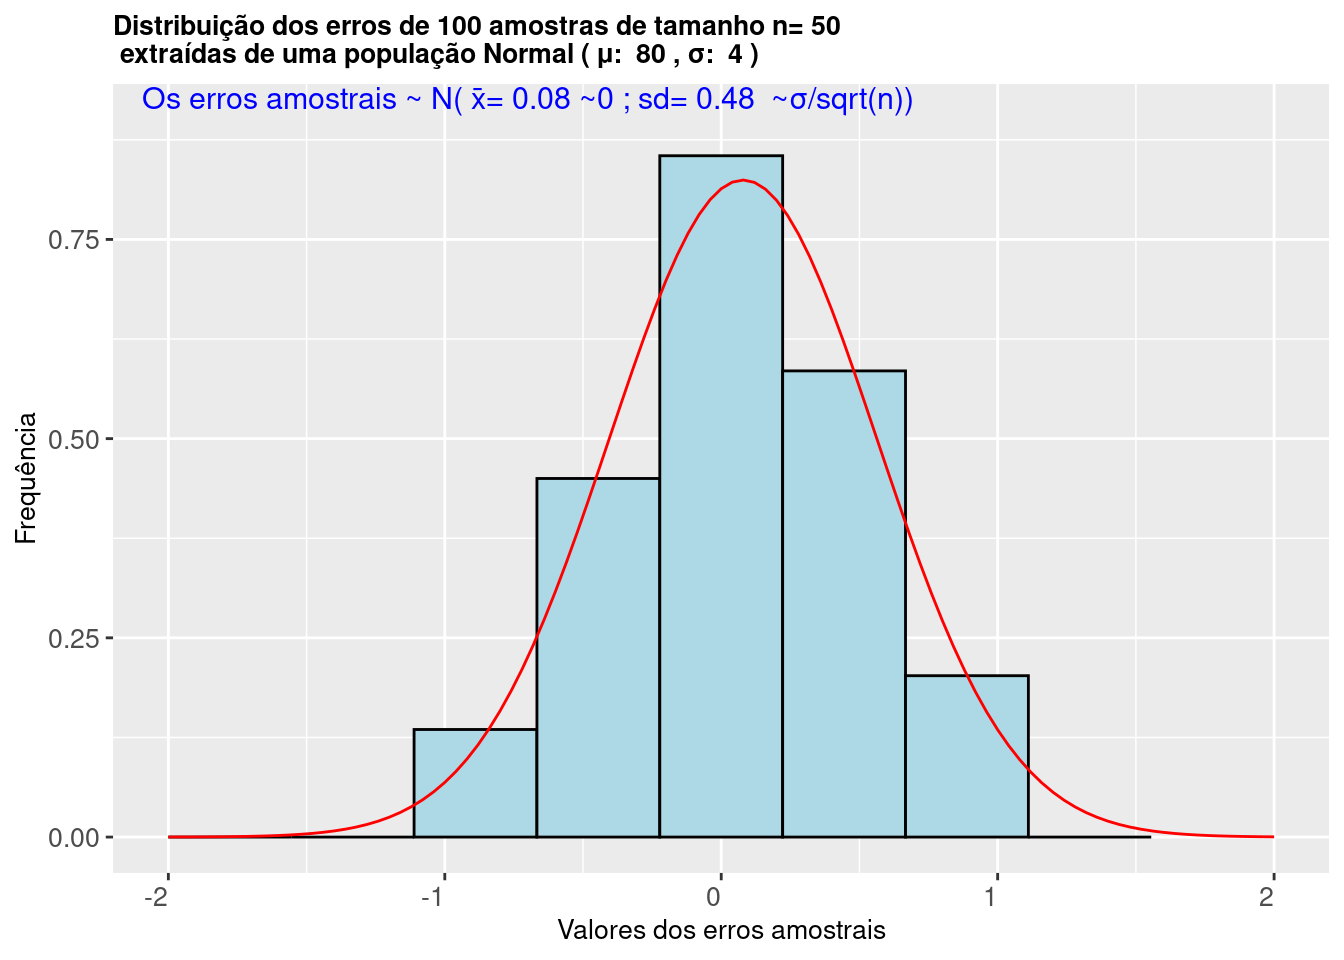 Distribuição dos erros de 100 amostras de tamanho n= 50
extraídas de uma população Normal ( μ:  80 , σ:  4 )
Os erros amostrais ~ N( x̄= 0.08 ~0 ; sd= 0.48  ~σ/sqrt(n))
0.75
0.50
0.25
0.00
Frequência
-2
-1
0
1
2
Valores dos erros amostrais